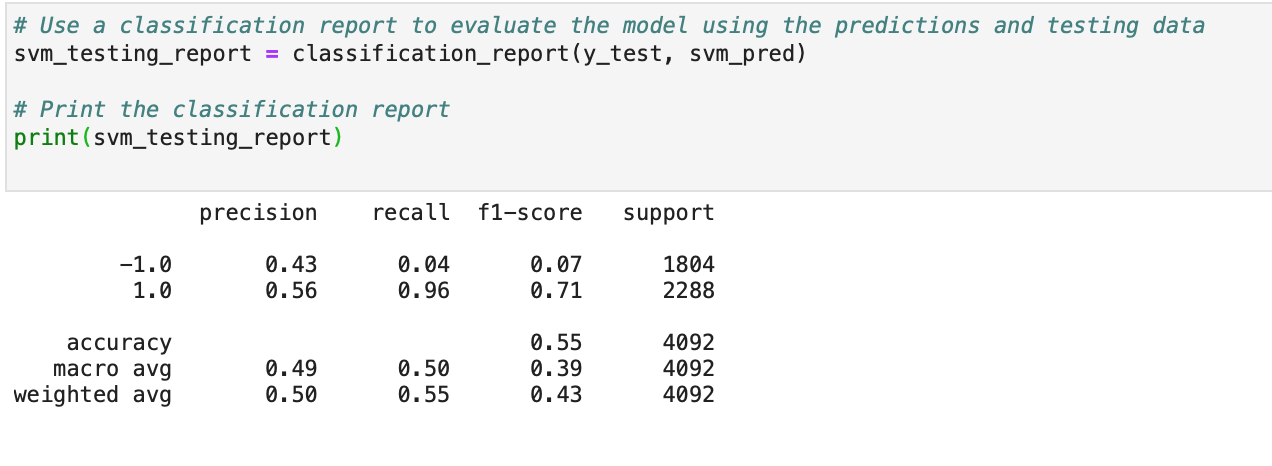 # Use a classification report to evaluate the model using the predictions and testing data
svm_testing_report = classification_report(y_test, svm_pred)
# Print the classification report
print(svm_testing_report)
precision recall f1-score support
-1.0 0.43 0.04 0.07 1804
1.0 0.56 0.96 0.71 2288
accuracy 0.55 4092
macro avg 0.49 0.50 0.39 4092
weighted avg 0.50 0.55 0.43 4092